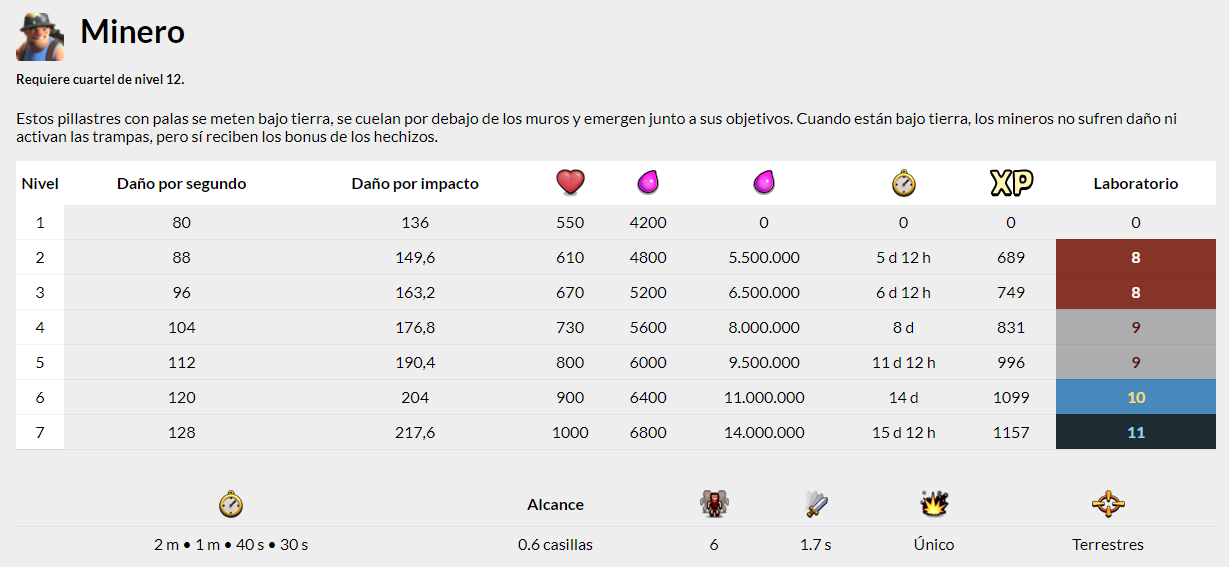 Minero
Requiere cuartel de nivel 12.
Estos pillastres con palas se meten bajo tierra, se cuelan por debajo de los muros y emergen junto a sus objetivos. Cuando están bajo tierra, los mineros no sufren daño ni
activan las trampas, pero sí reciben los bonus de los hechizos.
Nivel Daño por segundo Daño por impacto XP Laboratorio
1 80 136 550 4200 0 0 0 0
2 88 149,6 610 4800 5.500.000 5 d 12 h 689 8
3 96 163,2 670 5200 6.500.000 6 d 12 h 749 8
4 104 176,8 730 5600 8.000.000 8 d 831 9
5 112 190,4 800 6000 9.500.000 11 d 12 h 996 9
6 120 204 900 6400 11.000.000 14 d 1099 10
7 128 217,6 1000 6800 14.000.000 15 d 12 h 1157 11
Alcance
2 m • 1 m • 40 s • 30 s 0.6 casillas 6 1.7 s Único Terrestres